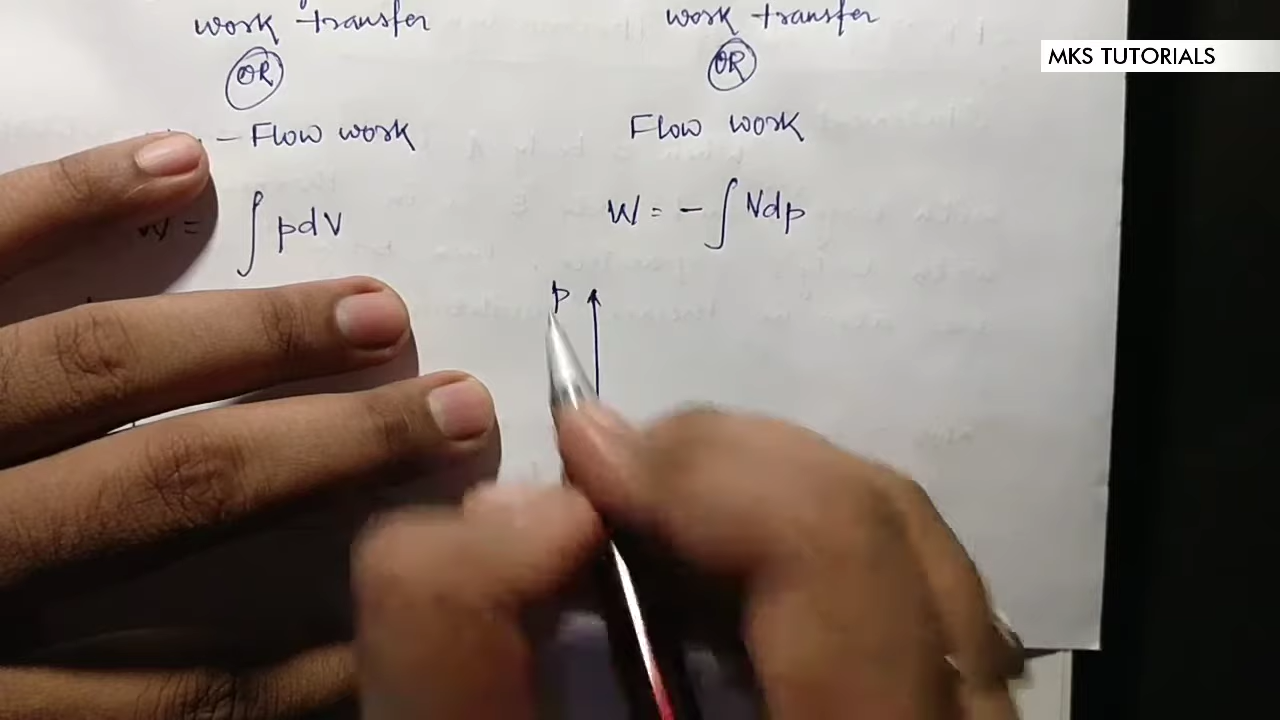 work transfer
OR
- Flow work
W = ∫ pdV
work transfer
OR
Flow work
W = - ∫ Vdp
p
MKS TUTORIALS